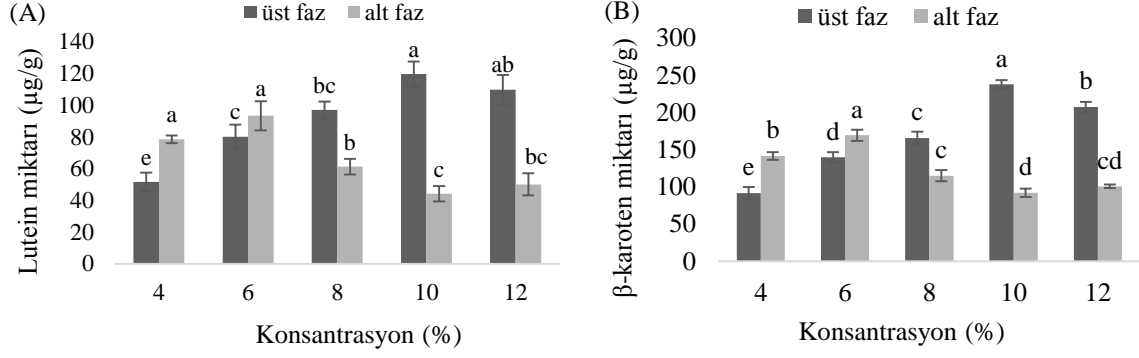 (A)
üst faz alt faz
Lutein miktarı (µg/g)
140
120
100
80
60
40
20
0
e a c a bc b a c ab bc
4 6 8 10 12
Konsantrasyon (%)
(B)
üst faz alt faz
β-karoten miktarı (µg/g)
300
250
200
150
100
50
0
e b d a c c a d b cd
4 6 8 10 12
Konsantrasyon (%)